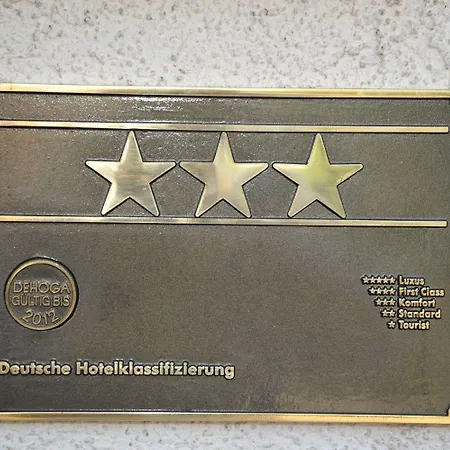 DEHOGA
GÜLTIG BIS
2012
★★★★★ Luxus
★★★★ First Class
★★★ Komfort
★★ Standard
★ Tourist
Deutsche Hotelklassifizierung